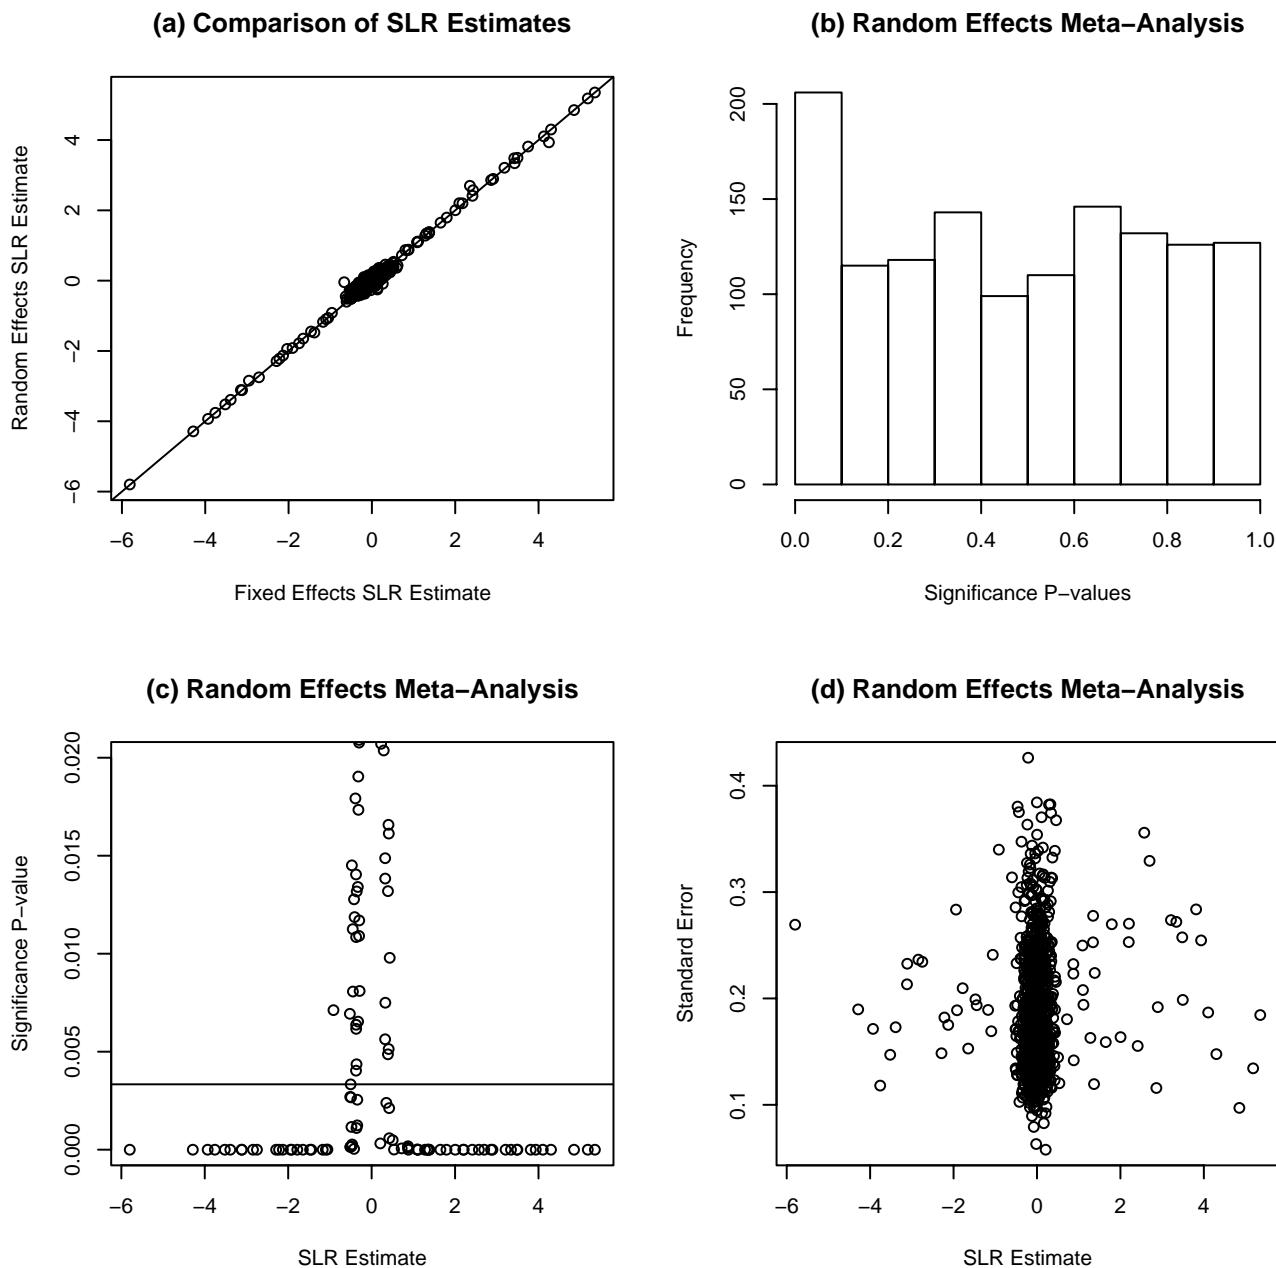 (a) Comparison of SLR Estimates
Random Effects SLR Estimate
4
2
0
−2
−4
−6
−6 −4 −2 0 2 4
Fixed Effects SLR Estimate
(b) Random Effects Meta−Analysis
Frequency
200
150
100
50
0
0.0 0.2 0.4 0.6 0.8 1.0
Significance P−values
(c) Random Effects Meta−Analysis
Significance P−value
0.020
0.015
0.010
0.005
0.000
−6 −4 −2 0 2 4
SLR Estimate
(d) Random Effects Meta−Analysis
Standard Error
0.4
0.3
0.2
0.1
−6 −4 −2 0 2 4
SLR Estimate